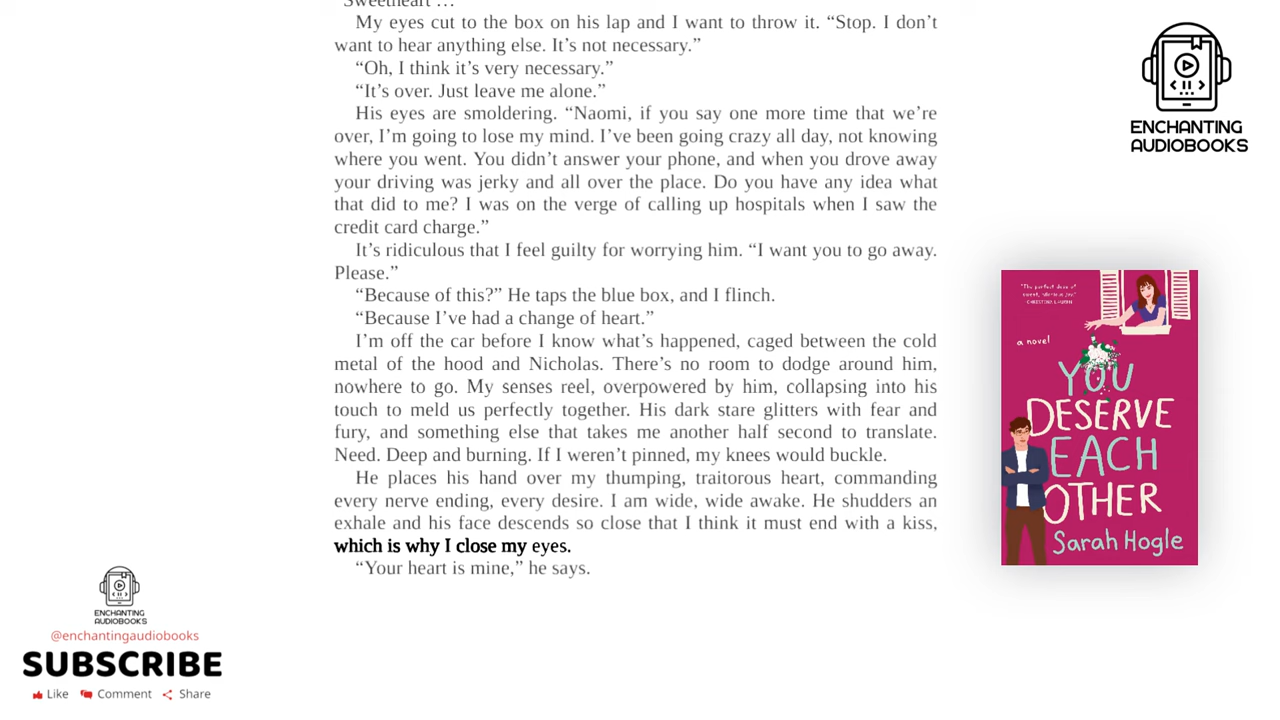 “Sweetheart …
My eyes cut to the box on his lap and I want to throw it. “Stop. I don’t
want to hear anything else. It’s not necessary.”
“Oh, I think it’s very necessary.”
“It’s over. Just leave me alone.”
His eyes are smoldering. “Naomi, if you say one more time that we’re
over, I’m going to lose my mind. I’ve been going crazy all day, not knowing
where you went. You didn’t answer your phone, and when you drove away
your driving was jerky and all over the place. Do you have any idea what
that did to me? I was on the verge of calling up hospitals when I saw the
credit card charge.”
It’s ridiculous that I feel guilty for worrying him. “I want you to go away.
Please.”
“Because of this?” He taps the blue box, and I flinch.
“Because I’ve had a change of heart.”
I’m off the car before I know what’s happened, caged between the cold
metal of the hood and Nicholas. There’s no room to dodge around him,
nowhere to go. My senses reel, overpowered by him, collapsing into his
touch to meld us perfectly together. His dark stare glitters with fear and
fury, and something else that takes me another half second to translate.
Need. Deep and burning. If I weren’t pinned, my knees would buckle.
He places his hand over my thumping, traitorous heart, commanding
every nerve ending, every desire. I am wide, wide awake. He shudders an
exhale and his face descends so close that I think it must end with a kiss,
which is why I close my eyes.
“Your heart is mine,” he says.
ENCHANTING
AUDIOBOOKS
"The perfect dose of
CHRISTINA LAUREN
a novel
YOU
DESERVE
EACH
OTHER
Sarah Hogle
ENCHANTING
AUDIOBOOKS
@enchantingaudiobooks
SUBSCRIBE
Like Comment Share